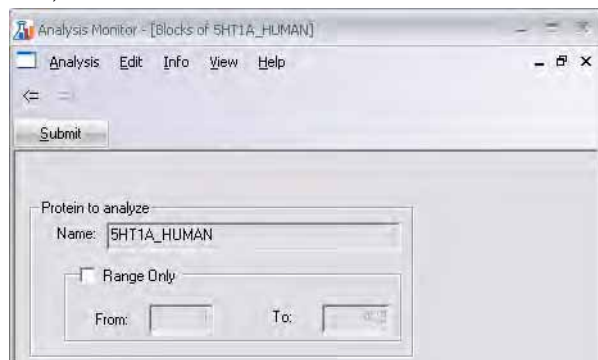 Analysis Monitor - [Blocks of 5HT1A_HUMAN]
Analysis Edit Info View Help
Submit
Protein to analyze
Name: 5HT1A_HUMAN
Range Only
From: To: